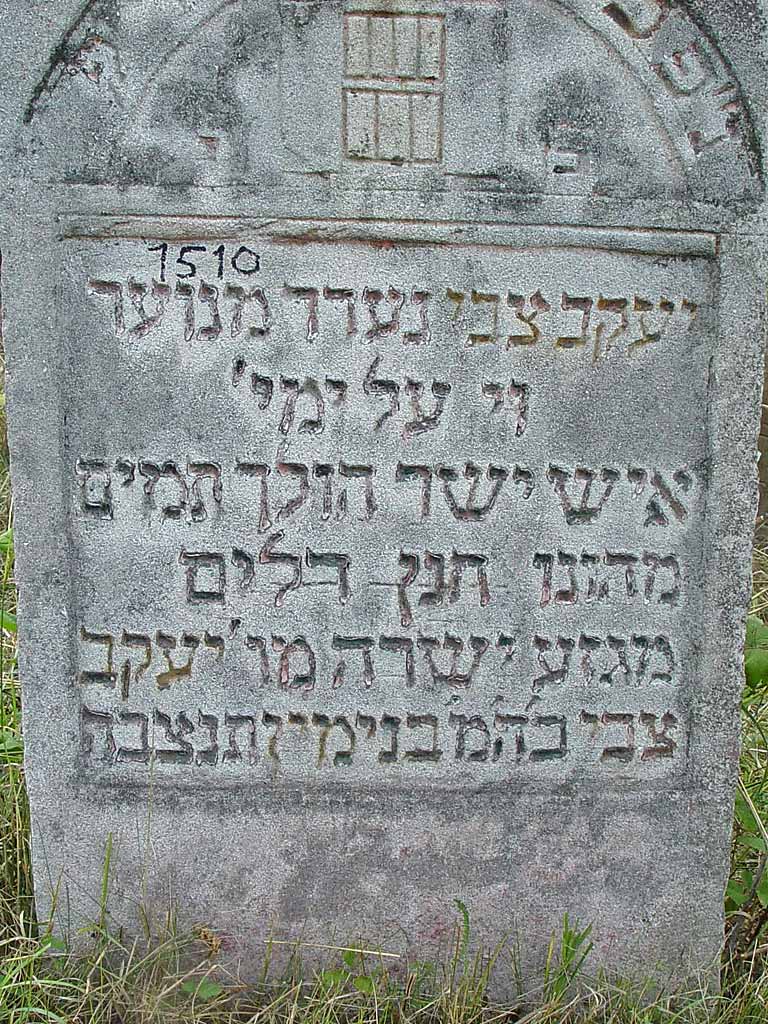 נפט
1510
יעקב צבי נעדר מנוער
וי על ימי'
איש ישר הולך תמים
מהונו חנן דלים
מגזע ישרה מו' יעקב
צבי בהמ' בנימין תנצבה